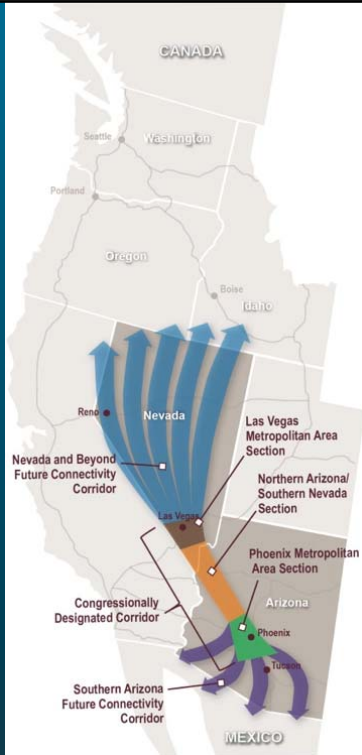 CANADA
Seattle
Washington
Portland
Oregon
Boise
Idaho
Reno
Nevada
Las Vegas
Metropolitan Area
Section
Nevada and Beyond
Future Connectivity
Corridor
Northern Arizona/
Southern Nevada
Section
Las Vegas
Phoenix Metropolitan
Area Section
Congressionally
Designated Corridor
Arizona
Phoenix
Tucson
Southern Arizona
Future Connectivity
Corridor
MEXICO